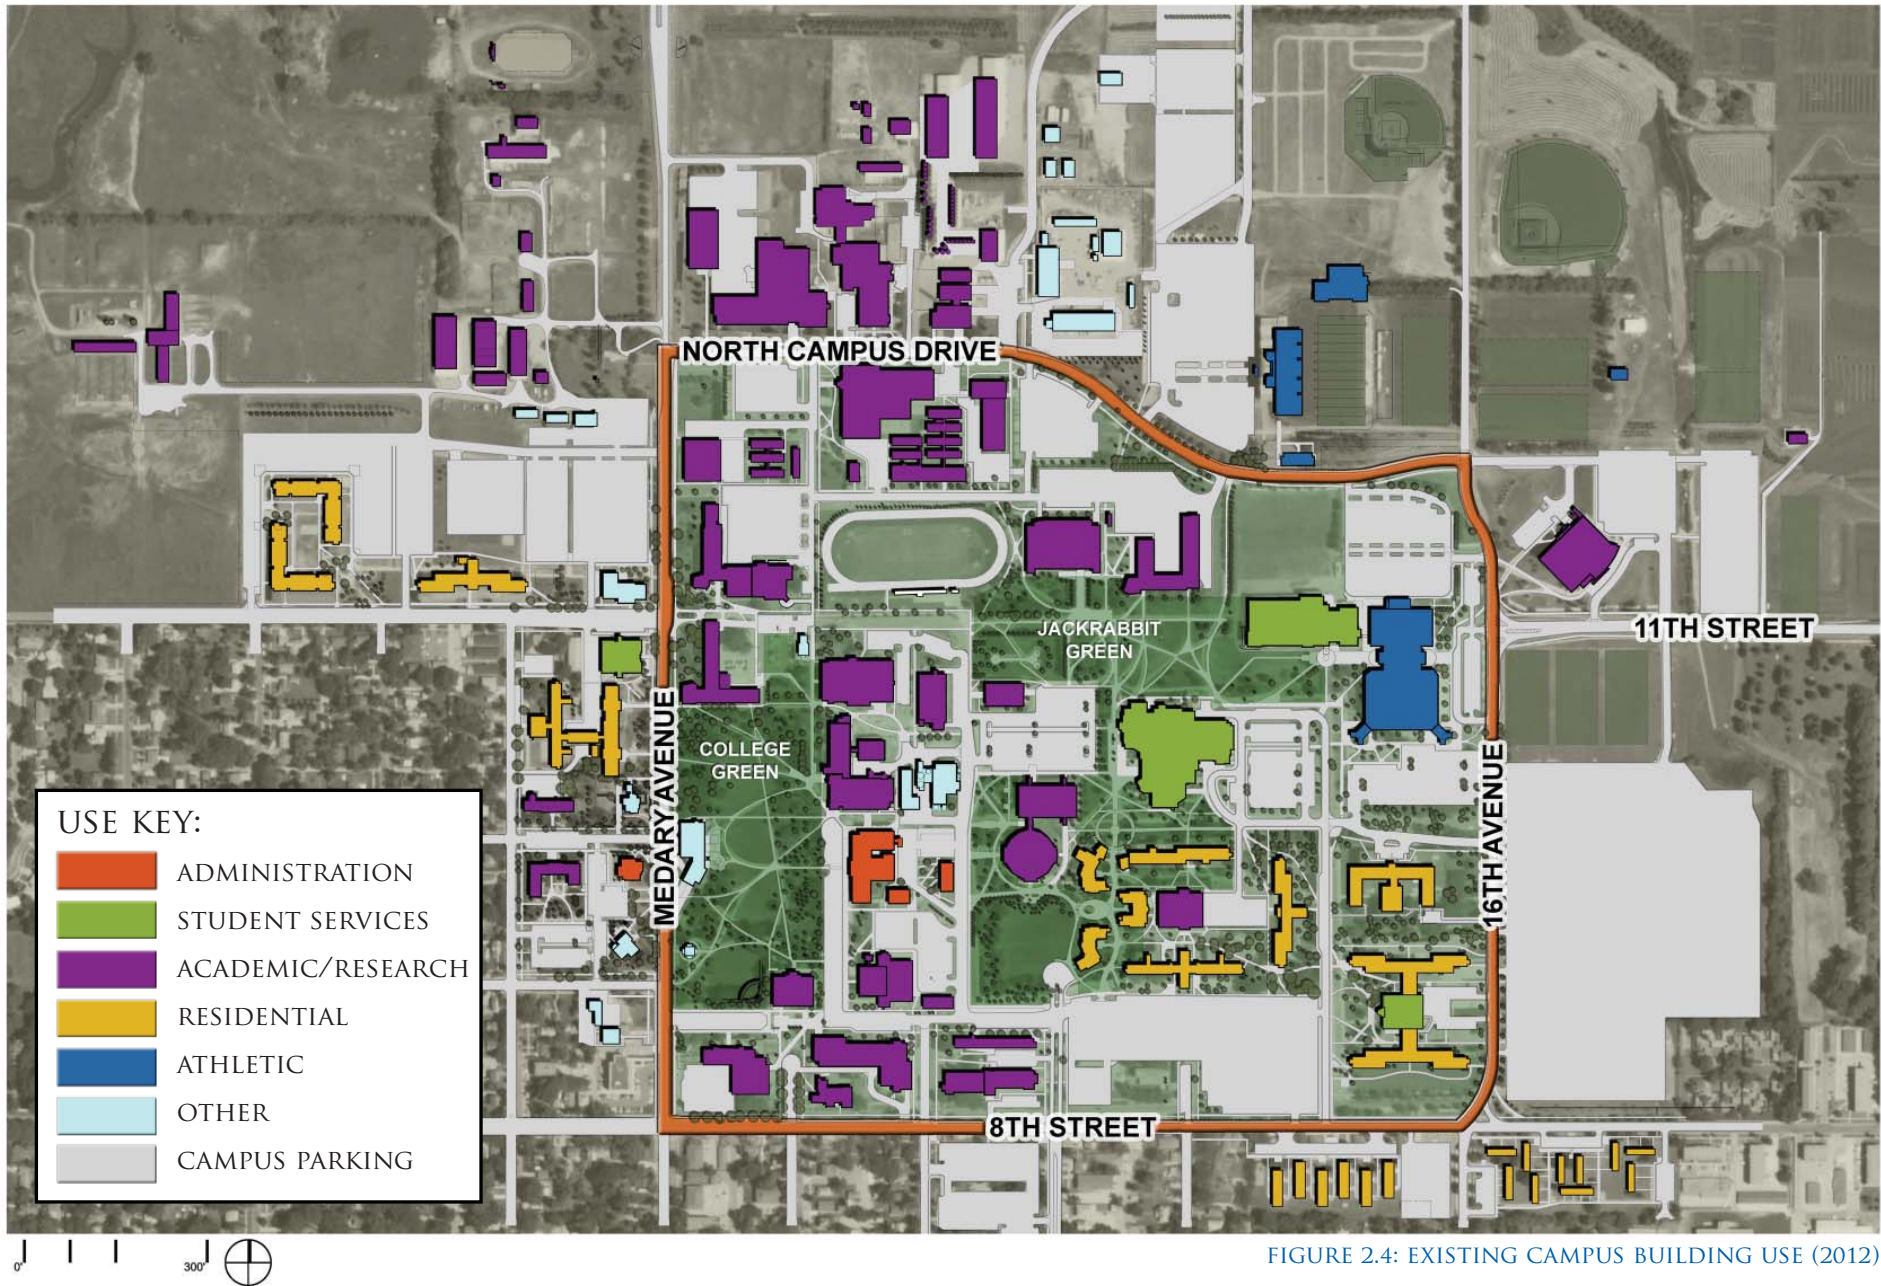 NORTH CAMPUS DRIVE
11TH STREET
JACKRABBIT
GREEN
MEDARY AVENUE
COLLEGE
GREEN
16TH AVENUE
8TH STREET
USE KEY:
ADMINISTRATION
STUDENT SERVICES
ACADEMIC/RESEARCH
RESIDENTIAL
ATHLETIC
OTHER
CAMPUS PARKING
0'
300'
FIGURE 2.4: EXISTING CAMPUS BUILDING USE (2012)